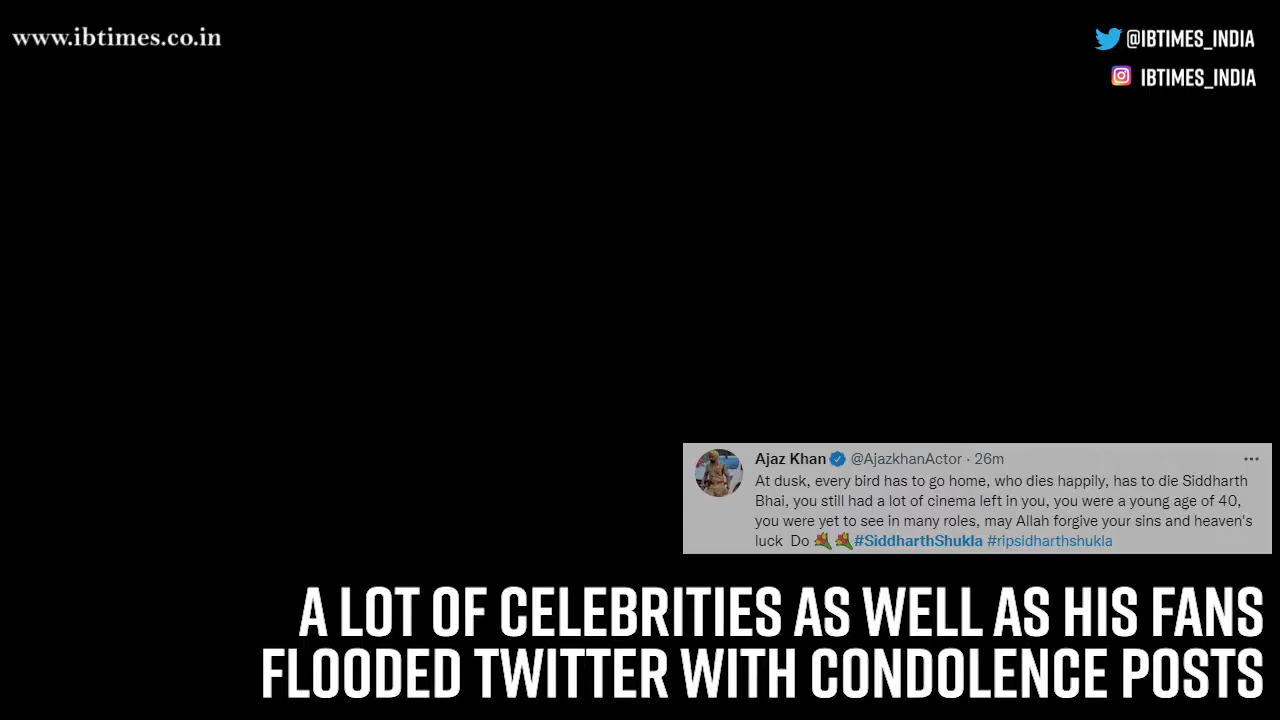 www.ibtimes.co.in
@IBTIMES_INDIA
IBTIMES_INDIA
Ajaz Khan @AjazkhanActor · 26m
At dusk, every bird has to go home, who dies happily, has to die Siddharth
Bhai, you still had a lot of cinema left in you, you were a young age of 40,
you were yet to see in many roles, may Allah forgive your sins and heaven's
luck Do 💐💐#SiddharthShukla #ripsidharthshukla
A LOT OF CELEBRITIES AS WELL AS HIS FANS
FLOODED TWITTER WITH CONDOLENCE POSTS